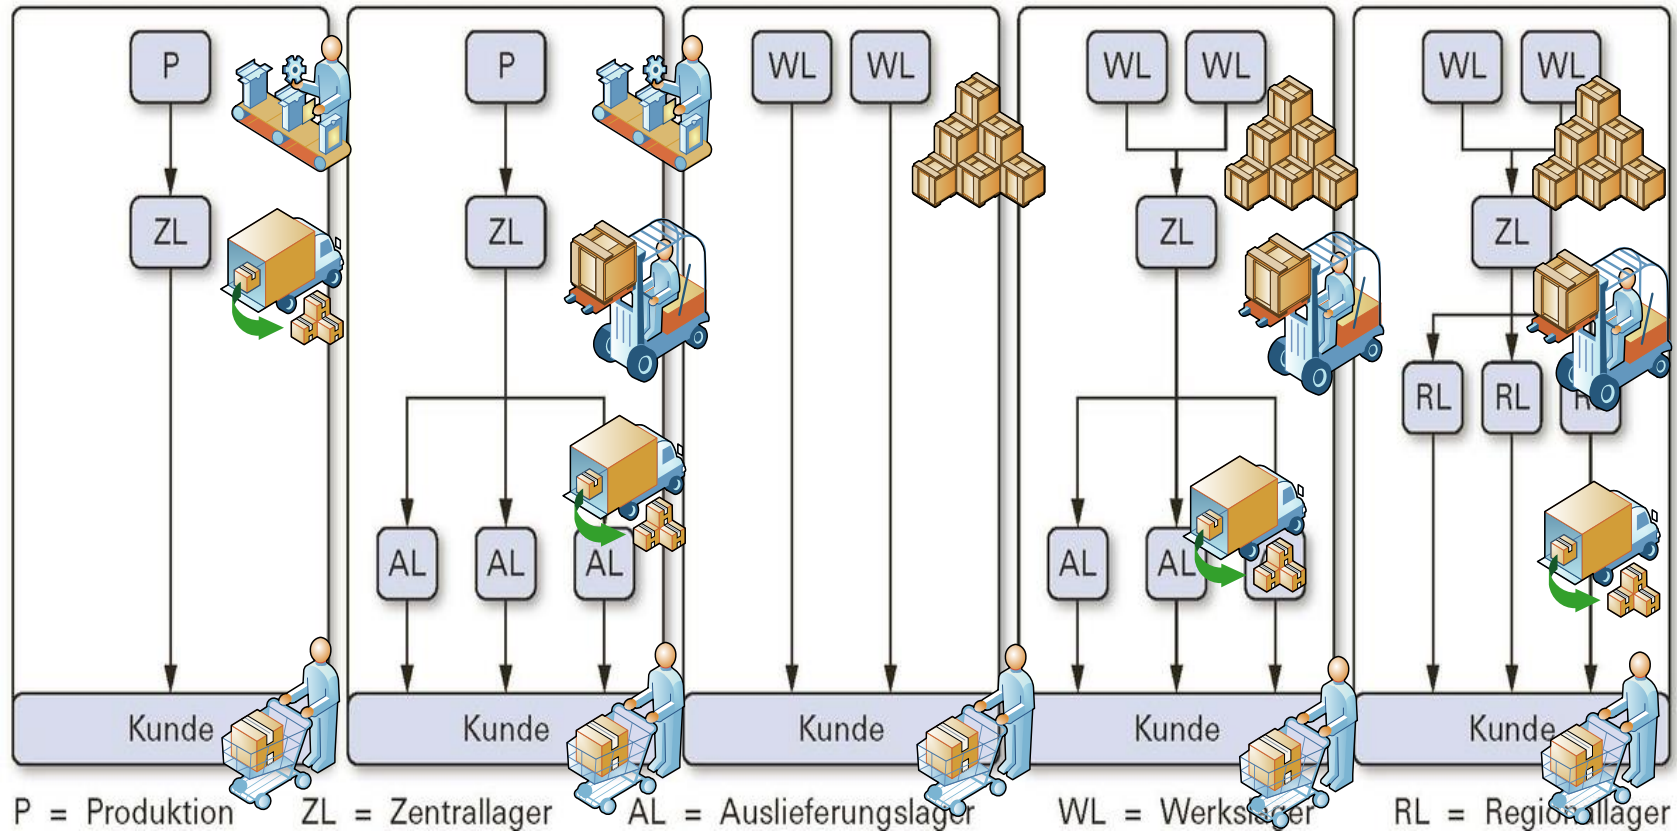 P P WL WL WL WL WL WL
ZL ZL ZL ZL
RL RL RL
AL AL AL AL AL
Kunde Kunde Kunde Kunde Kunde
P = Produktion ZL = Zentrallager AL = Auslieferungslager WL = Werkslager RL = Regionallager